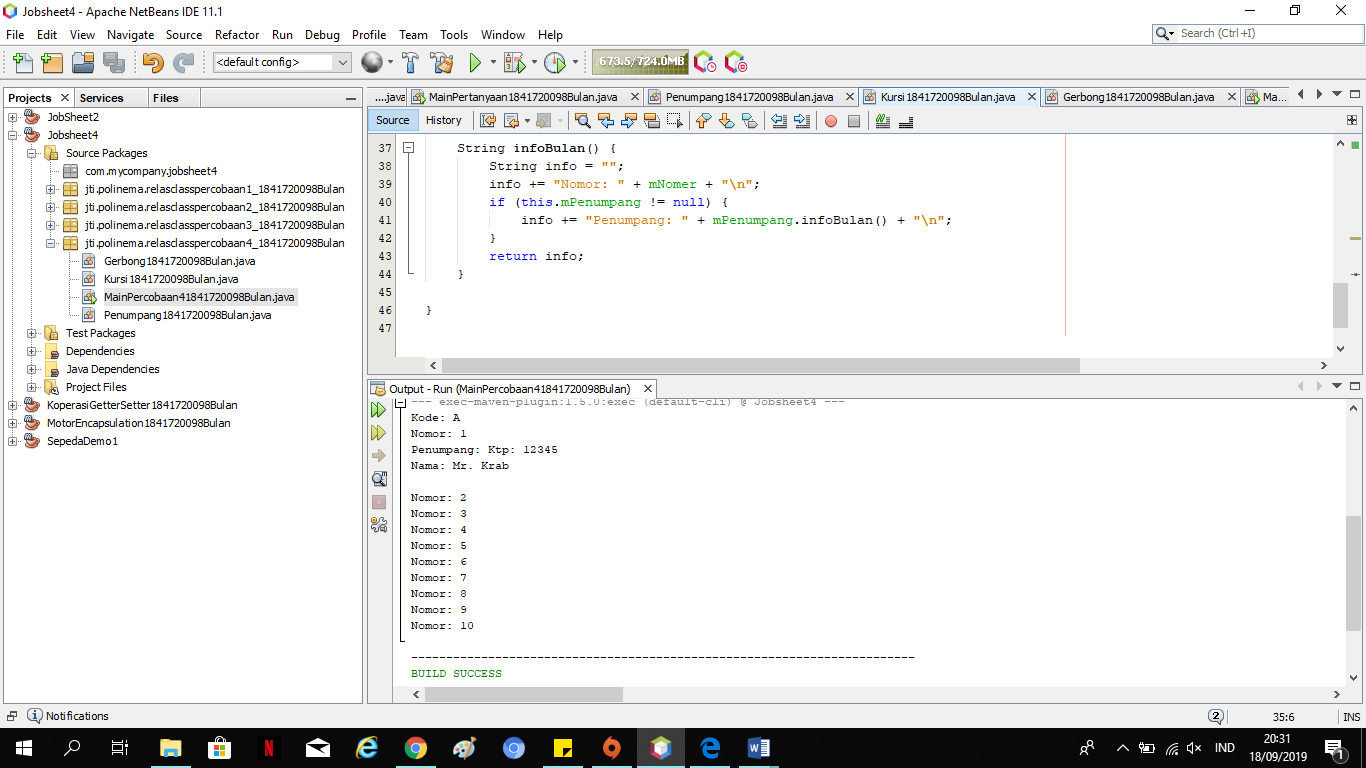 Jobsheet4 - Apache NetBeans IDE 11.1
File Edit View Navigate Source Refactor Run Debug Profile Team Tools Window Help
Search (Ctrl+I)
<default config>
673.5/724.0MB
Projects Services Files
JobSheet2
Jobsheet4
Source Packages
com.mycompany.jobsheet4
jti.polinema.relasclasspercobaan1_1841720098Bulan
jti.polinema.relasclasspercobaan2_1841720098Bulan
jti.polinema.relasclasspercobaan3_1841720098Bulan
jti.polinema.relasclasspercobaan4_1841720098Bulan
Gerbong1841720098Bulan.java
Kursi1841720098Bulan.java
MainPercobaan41841720098Bulan.java
Penumpang1841720098Bulan.java
Test Packages
Dependencies
Java Dependencies
Project Files
KoperasiGetterSetter1841720098Bulan
MotorEncapsulation1841720098Bulan
SepedaDemo1
....java MainPertanyaan1841720098Bulan.java Penumpang1841720098Bulan.java Kursi1841720098Bulan.java Gerbong1841720098Bulan.java Ma...
Source History
37 String infoBulan() {
38 String info = "";
39 info += "Nomor: " + mNomer + "\n";
40 if (this.mPenumpang != null) {
41 info += "Penumpang: " + mPenumpang.infoBulan() + "\n";
42 }
43 return info;
44 }
45
46 }
47
Output - Run (MainPercobaan41841720098Bulan)
--- exec-maven-plugin:1.5.0:exec (default-cli) @ Jobsheet4 ---
Kode: A
Nomor: 1
Penumpang: Ktp: 12345
Nama: Mr. Krab
Nomor: 2
Nomor: 3
Nomor: 4
Nomor: 5
Nomor: 6
Nomor: 7
Nomor: 8
Nomor: 9
Nomor: 10
------------------------------------------------------------------------
BUILD SUCCESS
Notifications
2
35:6
INS
IND
20:31
18/09/2019
1